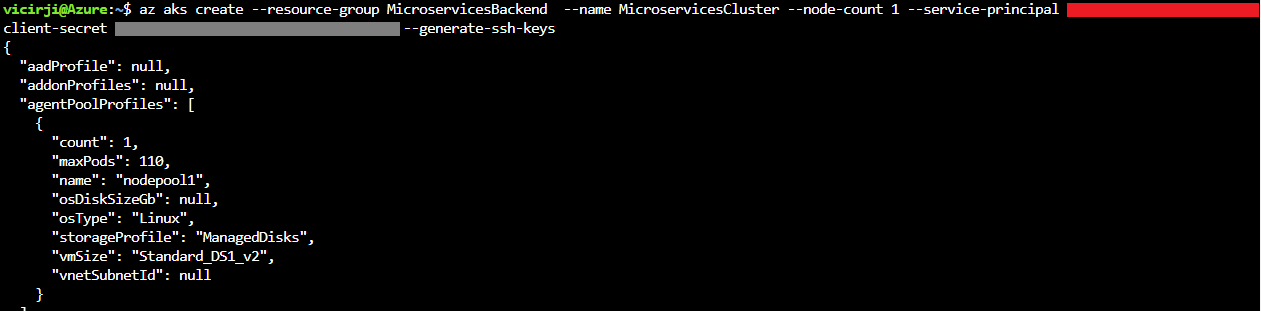 vicirji@Azure:~$ az aks create --resource-group MicroservicesBackend  --name MicroservicesCluster --node-count 1 --service-principal
client-secret --generate-ssh-keys
{
  "aadProfile": null,
  "addonProfiles": null,
  "agentPoolProfiles": [
    {
      "count": 1,
      "maxPods": 110,
      "name": "nodepool1",
      "osDiskSizeGb": null,
      "osType": "Linux",
      "storageProfile": "ManagedDisks",
      "vmSize": "Standard_DS1_v2",
      "vnetSubnetId": null
    }